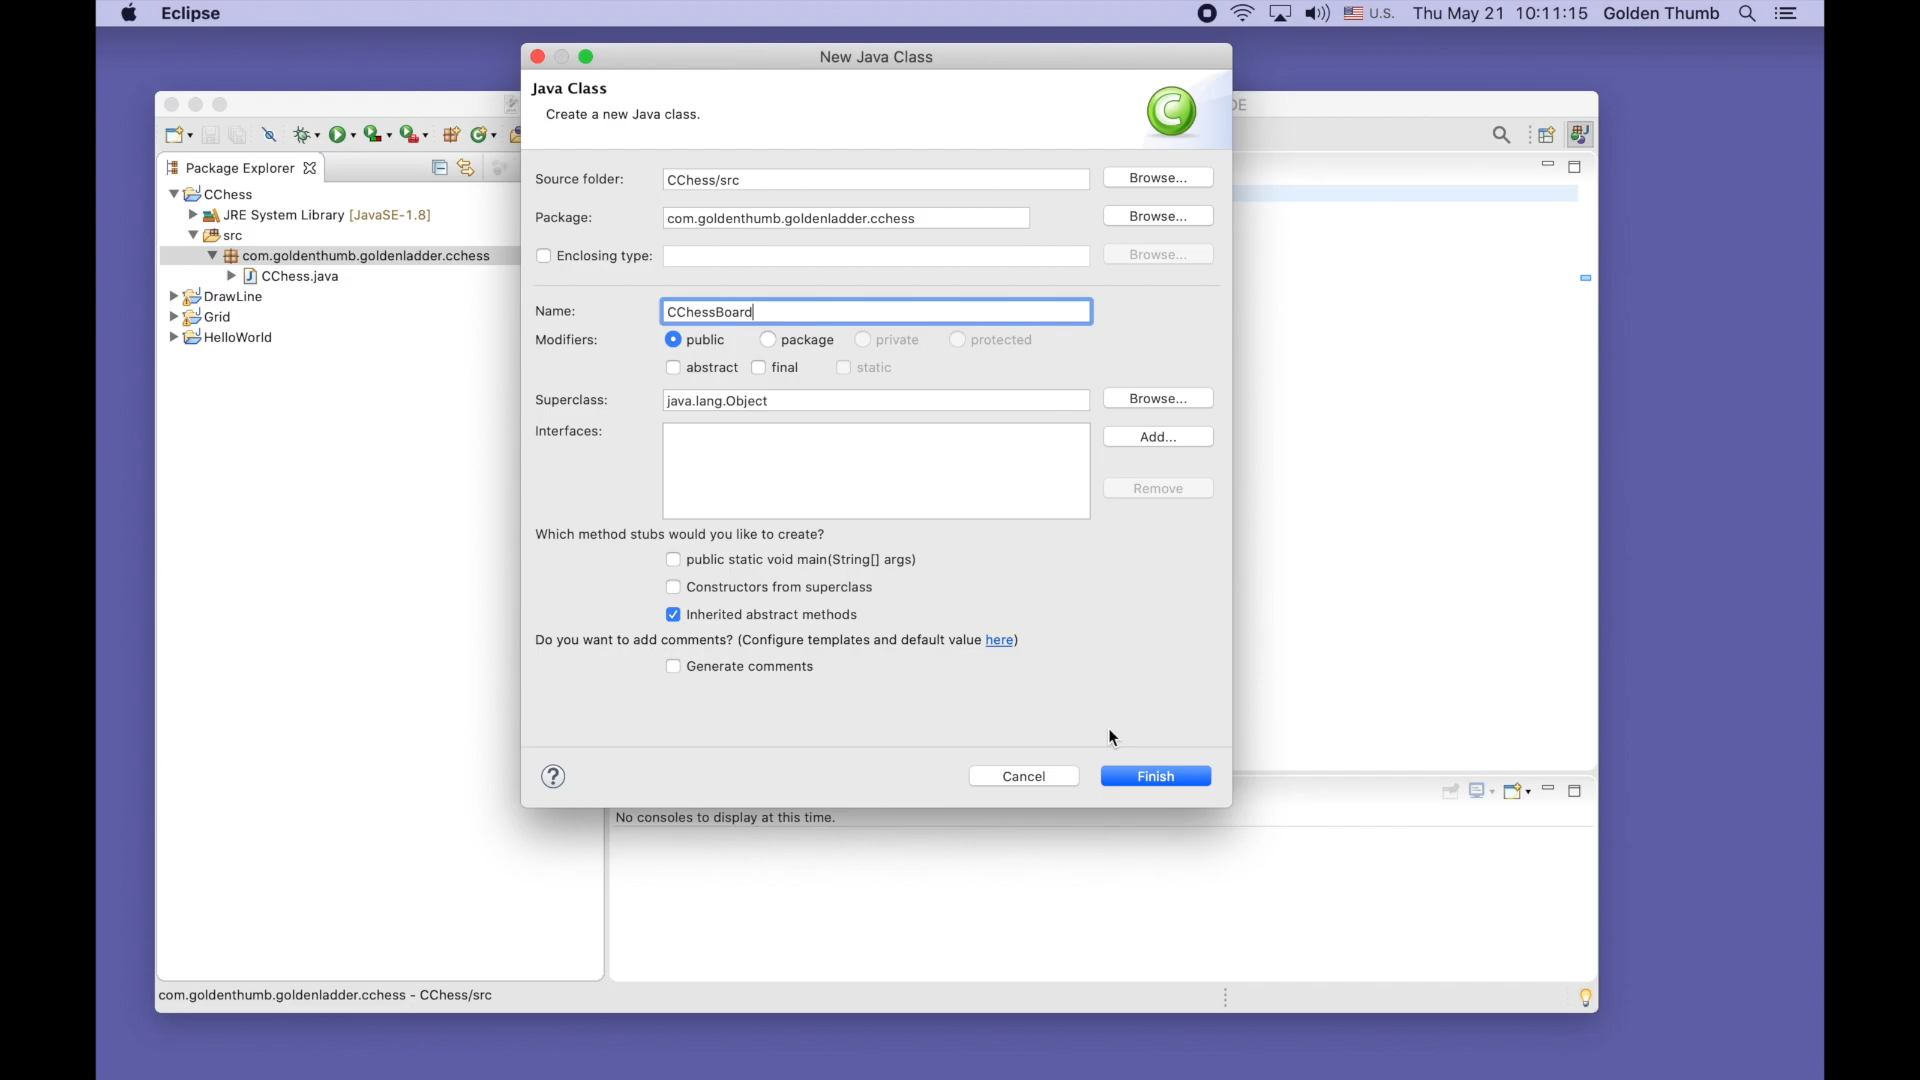 Eclipse
U.S.
Thu May 21 10:11:15
Golden Thumb
New Java Class
Java Class
Create a new Java class.
DE
Package Explorer
CChess
JRE System Library [JavaSE-1.8]
src
com.goldenthumb.goldenladder.cchess
CChess.java
DrawLine
Grid
HelloWorld
Source folder: CChess/src Browse...
Package: com.goldenthumb.goldenladder.cchess Browse...
Enclosing type: Browse...
Name: CChessBoard
Modifiers: public package private protected
abstract final static
Superclass: java.lang.Object Browse...
Interfaces: Add...
Remove
Which method stubs would you like to create?
public static void main(String[] args)
Constructors from superclass
Inherited abstract methods
Do you want to add comments? (Configure templates and default value here)
Generate comments
? Cancel Finish
No consoles to display at this time.
com.goldenthumb.goldenladder.cchess - CChess/src